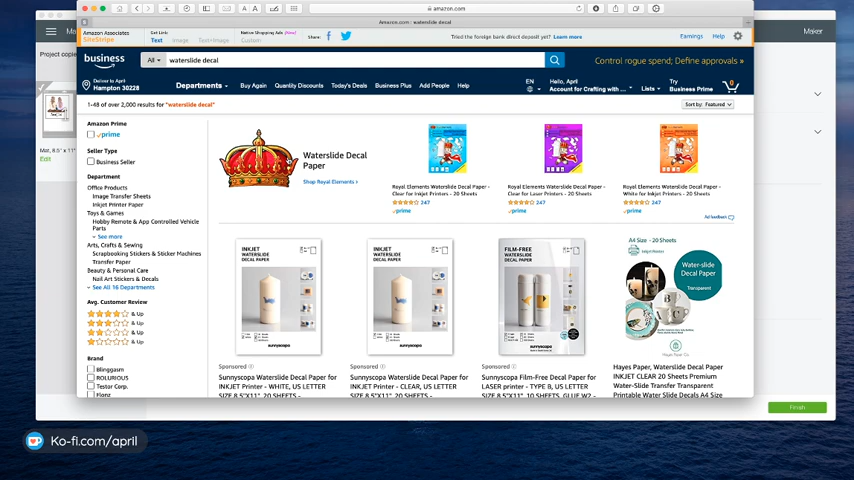 amazon.com
Amazon.com : waterslide decal
Maker
Project copie
Mat, 8.5" x 11"
Edit
Finish
Amazon Associates
SiteStripe
Get Link:
Text
Image
Text+Image
Native Shopping Ads (New)
Custom
Share:
Tried the foreign bank direct deposit yet? Learn more
Earnings
Help
business
All
waterslide decal
Control rogue spend; Define approvals »
Deliver to April
Hampton 30228
Departments
Buy Again
Quantity Discounts
Today's Deals
Business Plus
Add People
Help
EN
Hello, April
Account for Crafting with ...
Lists
Try
Business Prime
0
1-48 of over 2,000 results for "waterslide decal"
Sort by: Featured
Amazon Prime
prime
Seller Type
Business Seller
Department
Office Products
Image Transfer Sheets
Inkjet Printer Paper
Toys & Games
Hobby Remote & App Controlled Vehicle
Parts
See more
Arts, Crafts & Sewing
Scrapbooking Stickers & Sticker Machines
Transfer Paper
Beauty & Personal Care
Nail Art Stickers & Decals
See All 16 Departments
Avg. Customer Review
& Up
& Up
& Up
& Up
Brand
Blinggasm
ROLURIOUS
Testor Corp.
Waterslide Decal
Paper
Shop Royal Elements ›
Royal Elements Waterslide Decal Paper -
Clear for Inkjet Printers - 20 Sheets
247
prime
Royal Elements Waterslide Decal Paper -
Clear for Laser Printers - 20 Sheets
247
prime
Royal Elements Waterslide Decal Paper -
White for Inkjet Printers - 20 Sheets
247
prime
Ad feedback
INKJET
WATERSLIDE
DECAL PAPER
sunnyscopa
INKJET
WATERSLIDE
DECAL PAPER
sunnyscopa
FILM-FREE
WATERSLIDE
DECAL PAPER
sunnyscopa
A4 Size - 20 Sheets
Water-slide
Decal Paper
Transparent
B
C
Hayes Paper, Co
Sponsored
Sunnyscopa Waterslide Decal Paper for
INKJET Printer - WHITE, US LETTER
SIZE 8.5"X11", 20 SHEETS -
Sponsored
Sunnyscopa Waterslide Decal Paper for
INKJET Printer - CLEAR, US LETTER
SIZE 8.5"X11", 20 SHEETS -
Sponsored
Sunnyscopa Film-Free Decal Paper for
LASER printer - TYPE B, US LETTER
SIZE 8.5"X11", 10 SHEETS, GLUE W2 -
Hayes Paper, Waterslide Decal Paper
INKJET CLEAR 20 Sheets Premium
Water-Slide Transfer Transparent
Printable Water Slide Decals A4 Size
Ko-fi.com/april